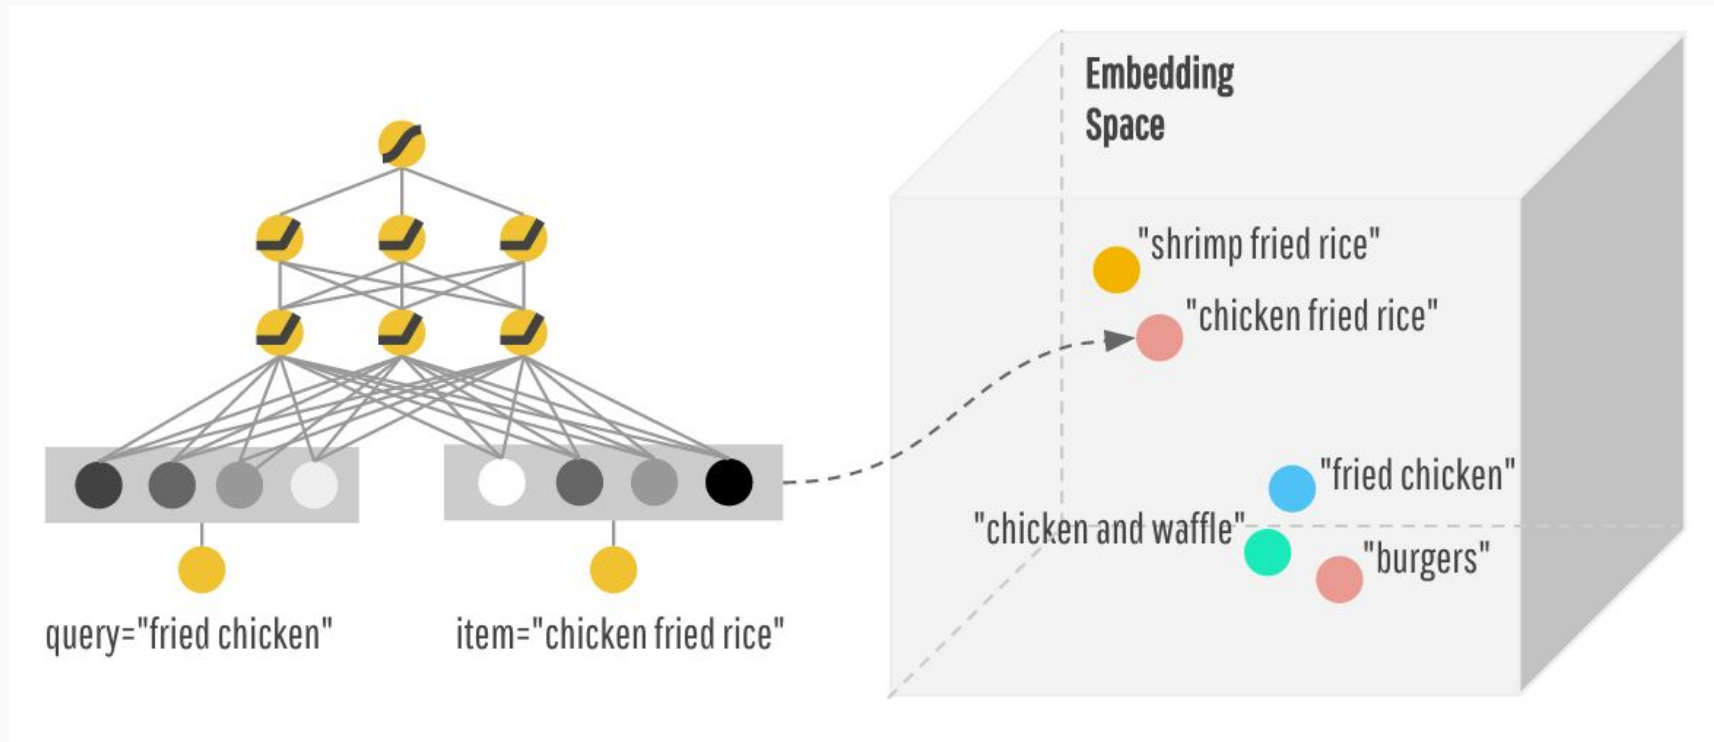 Embedding
Space
"shrimp fried rice"
"chicken fried rice"
"fried chicken"
"chicken and waffle"
"burgers"
query="fried chicken"
item="chicken fried rice"